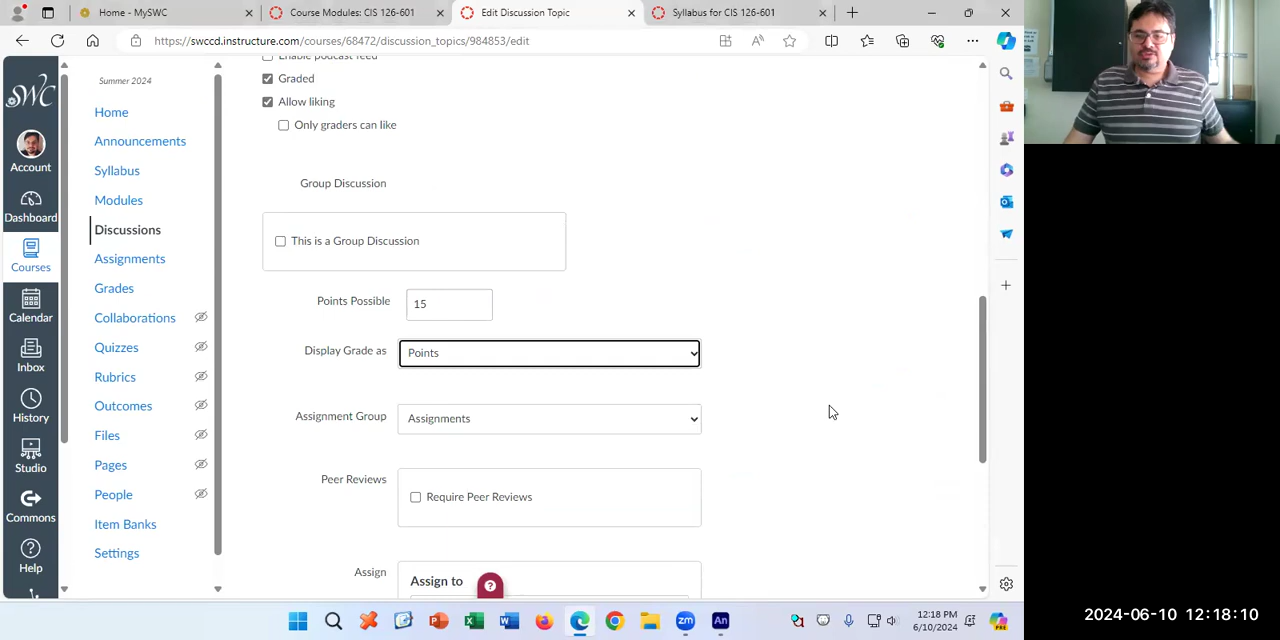 Home - MySWC
Course Modules: CIS 126-601
Edit Discussion Topic
Syllabus for CIS 126-601
https://swccd.instructure.com/courses/68472/discussion_topics/984853/edit
SWC
Account
Dashboard
Courses
Calendar
Inbox
History
Studio
Commons
Help
Summer 2024
Home
Announcements
Syllabus
Modules
Discussions
Assignments
Grades
Collaborations
Quizzes
Rubrics
Outcomes
Files
Pages
People
Item Banks
Settings
Enable podcast feed
Graded
Allow liking
Only graders can like
Group Discussion
This is a Group Discussion
Points Possible
15
Display Grade as
Points
Assignment Group
Assignments
Peer Reviews
Require Peer Reviews
Assign
Assign to
12:18 PM
6/10/2024
2024-06-10 12:18:10